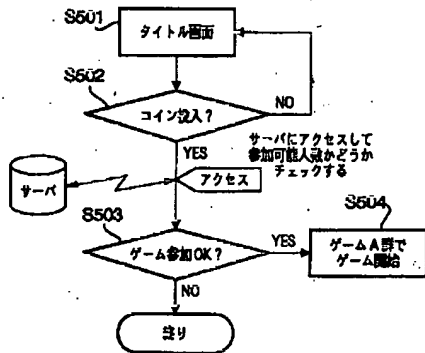 S501
タイトル画面
S502
コイン投入？
NO
YES
サーバにアクセスして
参加可能人数かどうか
チェックする
サーバ
アクセス
S503
S504
ゲーム参加OK？
YES
ゲームA群で
ゲーム開始
NO